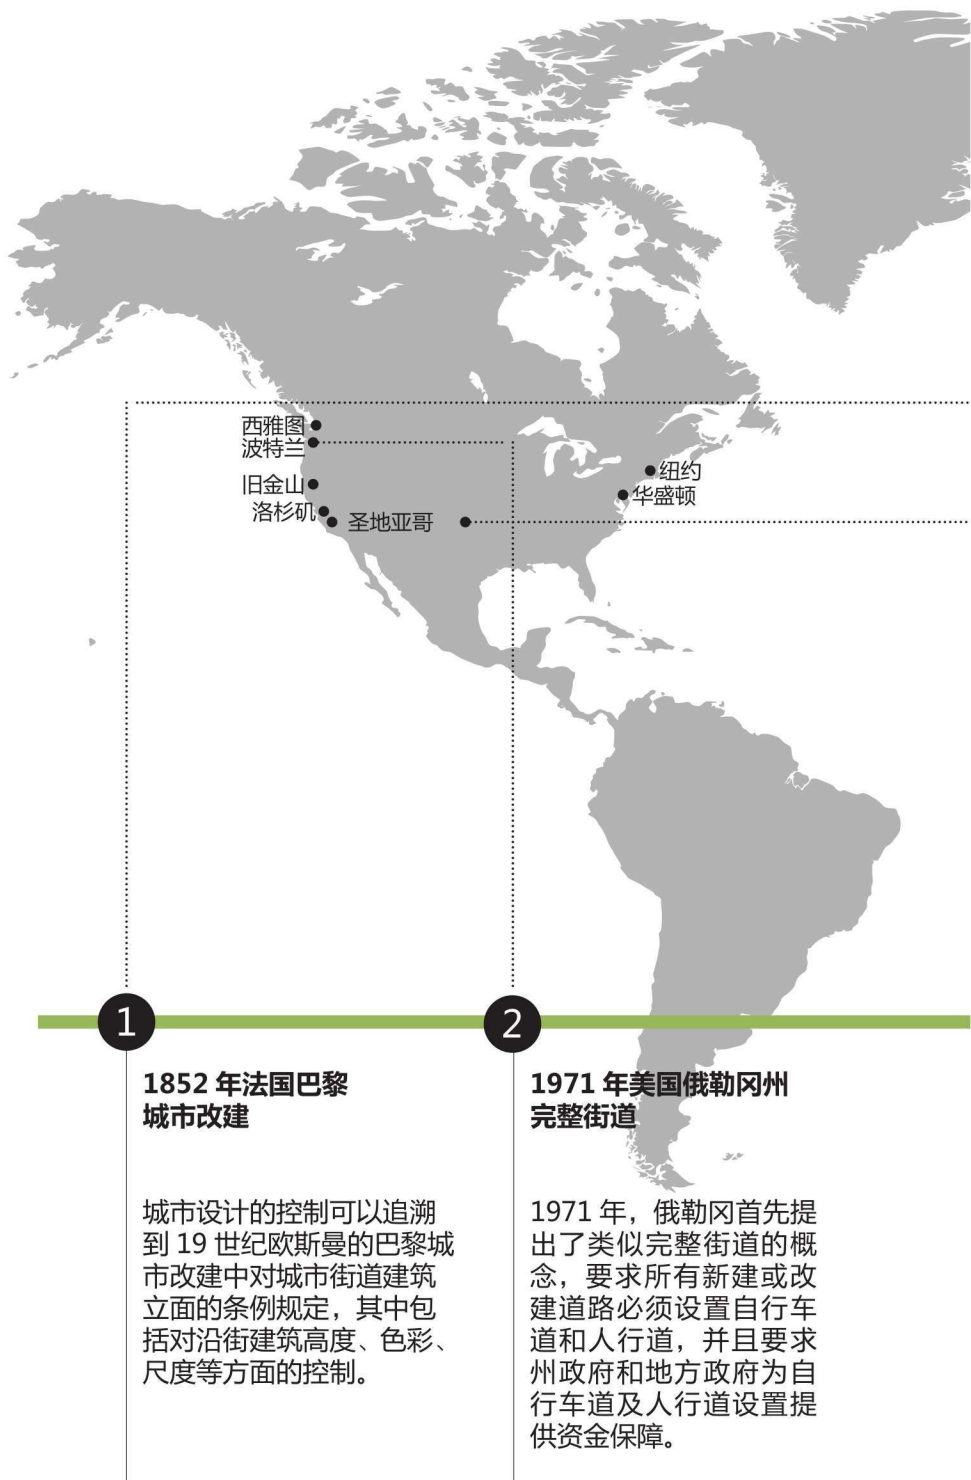 西雅图
波特兰
旧金山
洛杉矶
圣地亚哥
纽约
华盛顿
1
1852 年法国巴黎
城市改建
城市设计的控制可以追溯
到 19 世纪欧斯曼的巴黎城
市改建中对城市街道建筑
立面的条例规定，其中包
括对沿街建筑高度、色彩、
尺度等方面的控制。
2
1971 年美国俄勒冈州
完整街道
1971 年，俄勒冈首先提
出了类似完整街道的概
念，要求所有新建或改
建道路必须设置自行车
道和人行道，并且要求
州政府和地方政府为自
行车道及人行道设置提
供资金保障。